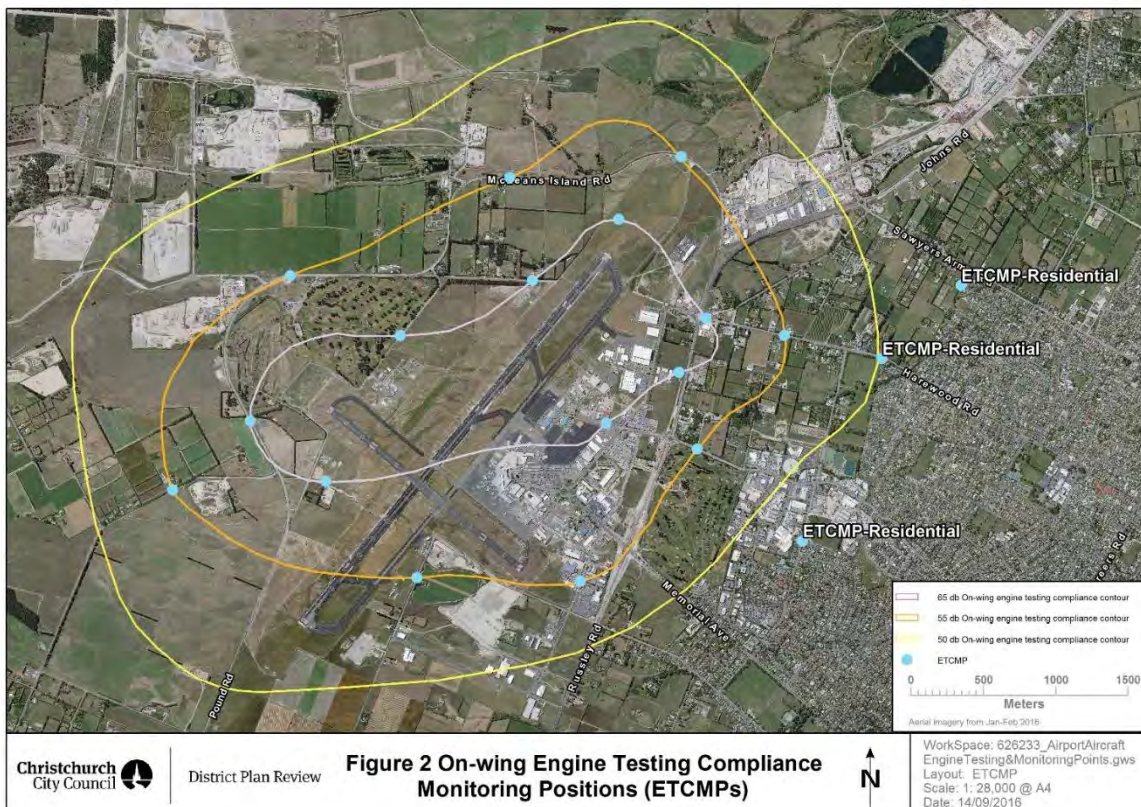 McLeans Island Rd
Johns Rd
Sawyers Arms
ETCMP-Residential
ETCMP-Residential
Harewood Rd
ETCMP-Residential
Memorial Ave
Russley Rd
Pound Rd
eers Rd
65 db On-wing engine testing compliance contour
55 db On-wing engine testing compliance contour
50 db On-wing engine testing compliance contour
ETCMP
0 500 1000 1500
Meters
Aerial imagery from Jan-Feb 2016
Christchurch
City Council
District Plan Review
Figure 2 On-wing Engine Testing Compliance
Monitoring Positions (ETCMPs)
N
WorkSpace: 626233_AirportAircraft
EngineTesting&MonitoringPoints.gws
Layout: ETCMP
Scale: 1: 28,000 @ A4
Date: 14/09/2016